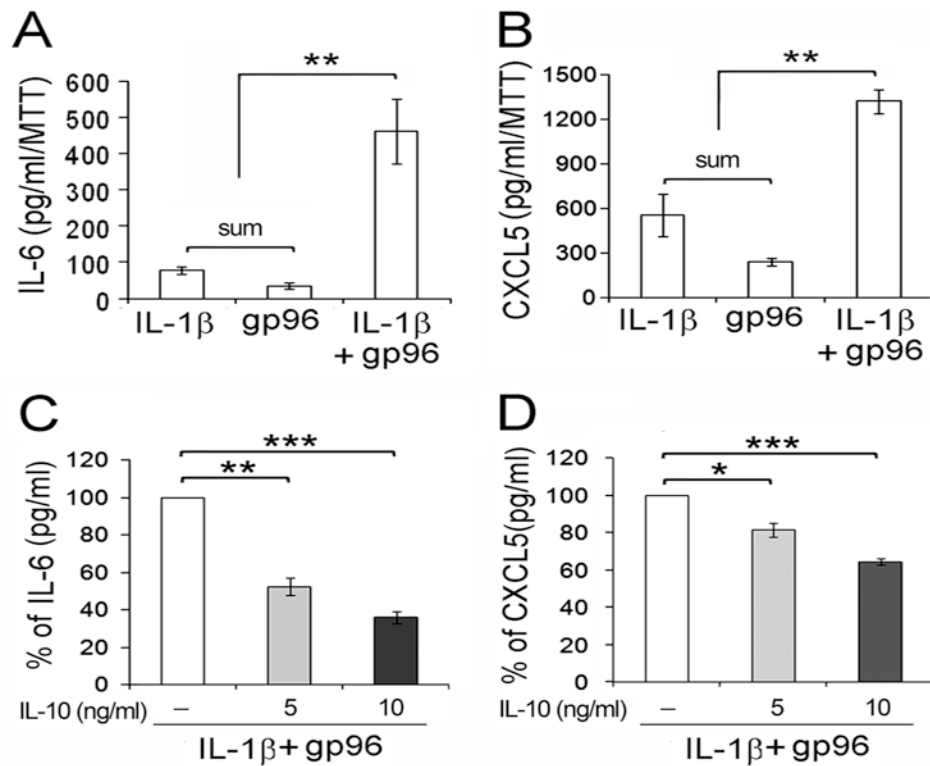 A
IL-6 (pg/ml/MTT)
600
500
400
300
200
100
0
**
sum
IL-1β gp96 IL-1β
+ gp96
B
CXCL5 (pg/ml/MTT)
1500
1200
900
600
300
0
**
sum
IL-1β gp96 IL-1β
+ gp96
C
% of IL-6 (pg/ml)
120
100
80
60
40
20
0
***
**
IL-10 (ng/ml) – 5 10
IL-1β+ gp96
D
% of CXCL5(pg/ml)
120
100
80
60
40
20
0
***
*
IL-10 (ng/ml) – 5 10
IL-1β+ gp96